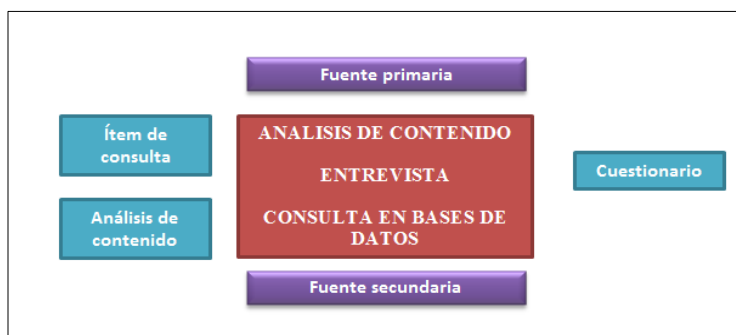 Fuente primaria
Ítem de
consulta
Análisis de
contenido
ANALISIS DE CONTENIDO
ENTREVISTA
CONSULTA EN BASES DE
DATOS
Cuestionario
Fuente secundaria